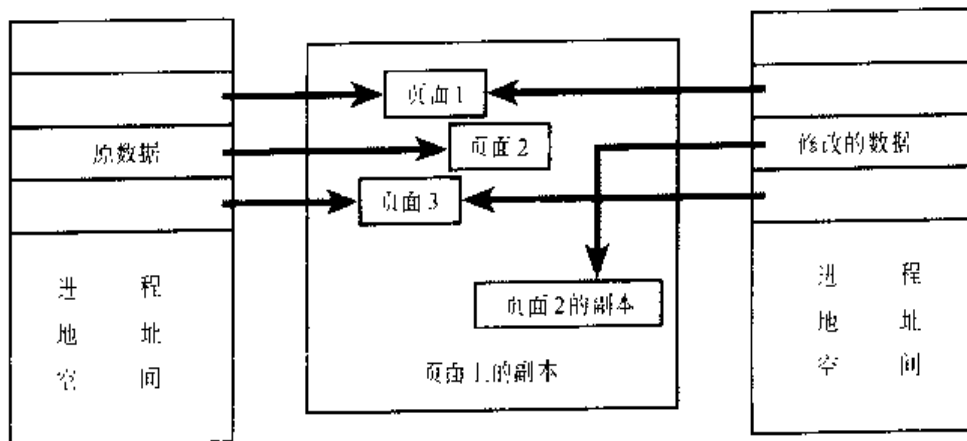 页面1
原数据
页面2
修改的数据
页面3
进 程
地 址
空 间
页面2的副本
页面上的副本
进 程
地 址
空 间